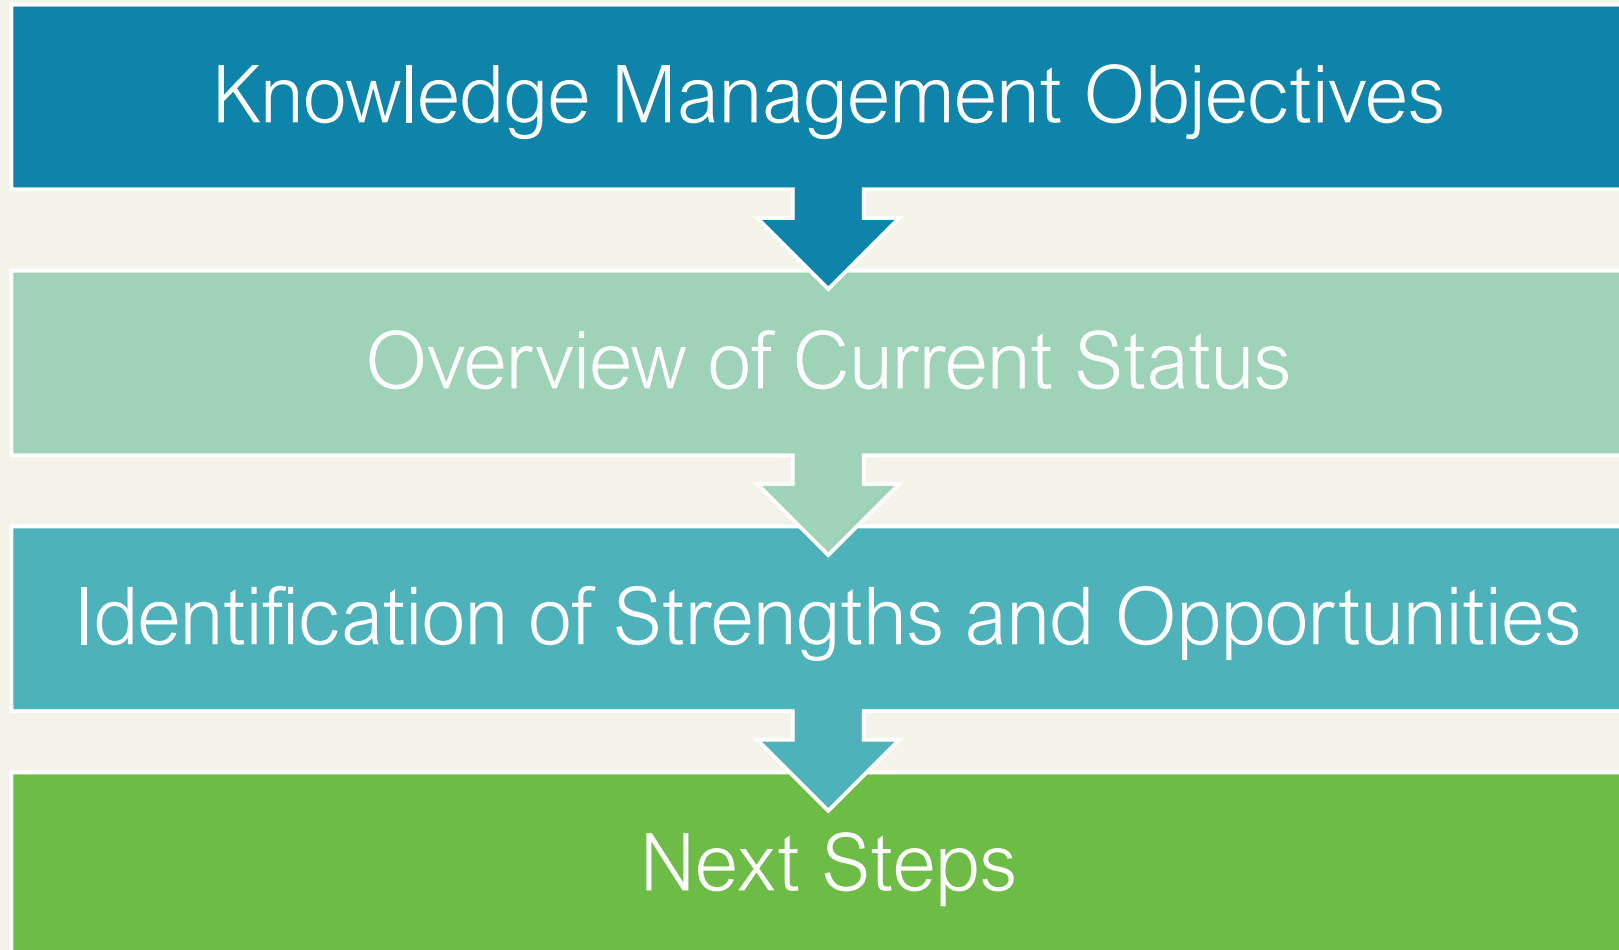 Knowledge Management Objectives
Overview of Current Status
Identification of Strengths and Opportunities
Next Steps